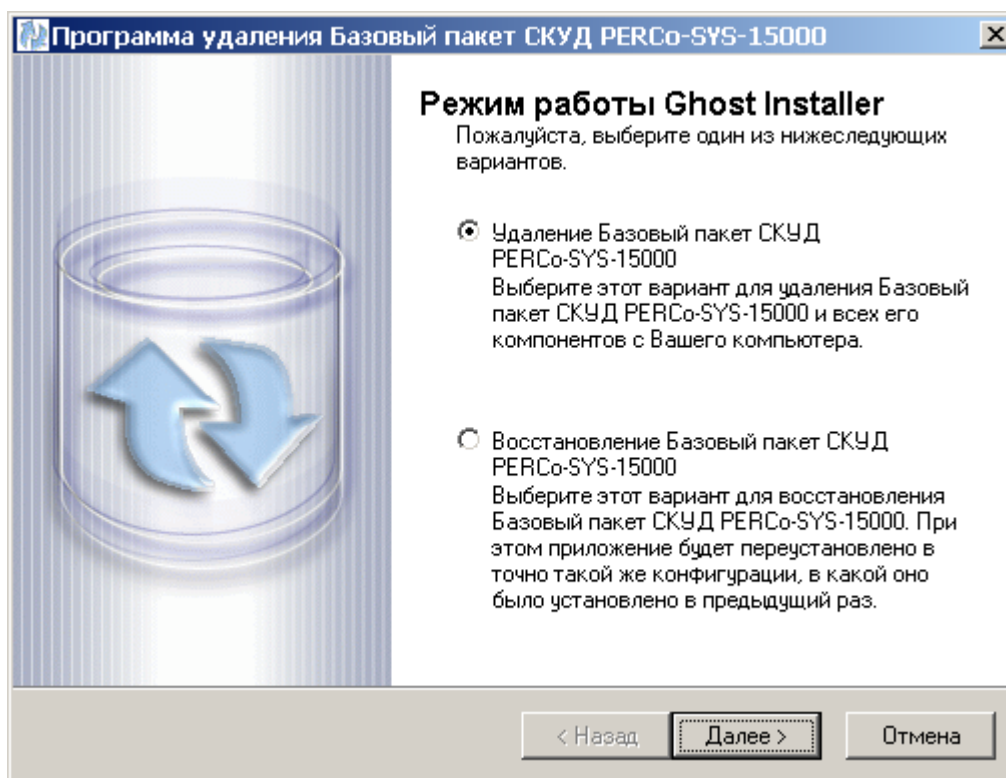 Программа удаления Базовый пакет СКУД PERCo-SYS-15000
Режим работы Ghost Installer
Пожалуйста, выберите один из нижеследующих
вариантов.
Удаление Базовый пакет СКУД
PERCo-SYS-15000
Выберите этот вариант для удаления Базовый
пакет СКУД PERCo-SYS-15000 и всех его
компонентов с Вашего компьютера.
Восстановление Базовый пакет СКУД
PERCo-SYS-15000
Выберите этот вариант для восстановления
Базовый пакет СКУД PERCo-SYS-15000. При
этом приложение будет переустановлено в
точно такой же конфигурации, в какой оно
было установлено в предыдущий раз.
< Назад
Далее >
Отмена